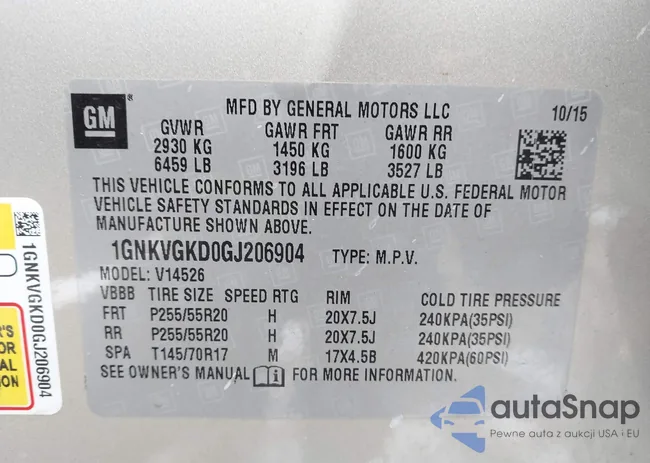 GM
MFD BY GENERAL MOTORS LLC
10/15
GVWR GAWR FRT GAWR RR
2930 KG 1450 KG 1600 KG
6459 LB 3196 LB 3527 LB
THIS VEHICLE CONFORMS TO ALL APPLICABLE U.S. FEDERAL MOTOR
VEHICLE SAFETY STANDARDS IN EFFECT ON THE DATE OF
MANUFACTURE SHOWN ABOVE.
1GNKVGKD0GJ206904 TYPE: M.P.V.
MODEL: V14526
VBBB TIRE SIZE SPEED RTG RIM COLD TIRE PRESSURE
FRT P255/55R20 H 20X7.5J 240KPA(35PSI)
RR P255/55R20 H 20X7.5J 240KPA(35PSI)
SPA T145/70R17 M 17X4.5B 420KPA(60PSI)
SEE OWNER'S MANUAL FOR MORE INFORMATION.
1GNKVGKD0GJ206904
autaSnap
Pewne auta z aukcji USA i EU